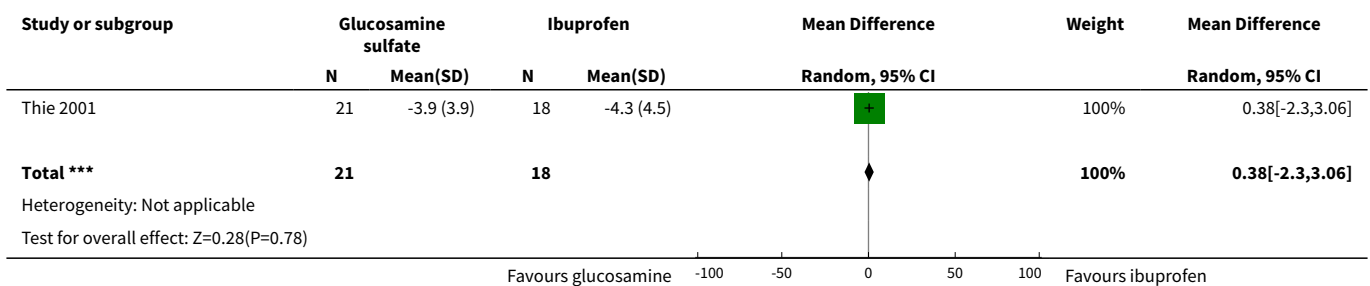 Study or subgroup Glucosamine sulfate Ibuprofen Mean Difference Weight Mean Difference
N Mean(SD) N Mean(SD) Random, 95% CI Random, 95% CI
Thie 2001 21 -3.9 (3.9) 18 -4.3 (4.5) 100% 0.38[-2.3,3.06]
Total *** 21 18 100% 0.38[-2.3,3.06]
Heterogeneity: Not applicable
Test for overall effect: Z=0.28(P=0.78)
Favours glucosamine -100 -50 0 50 100 Favours ibuprofen